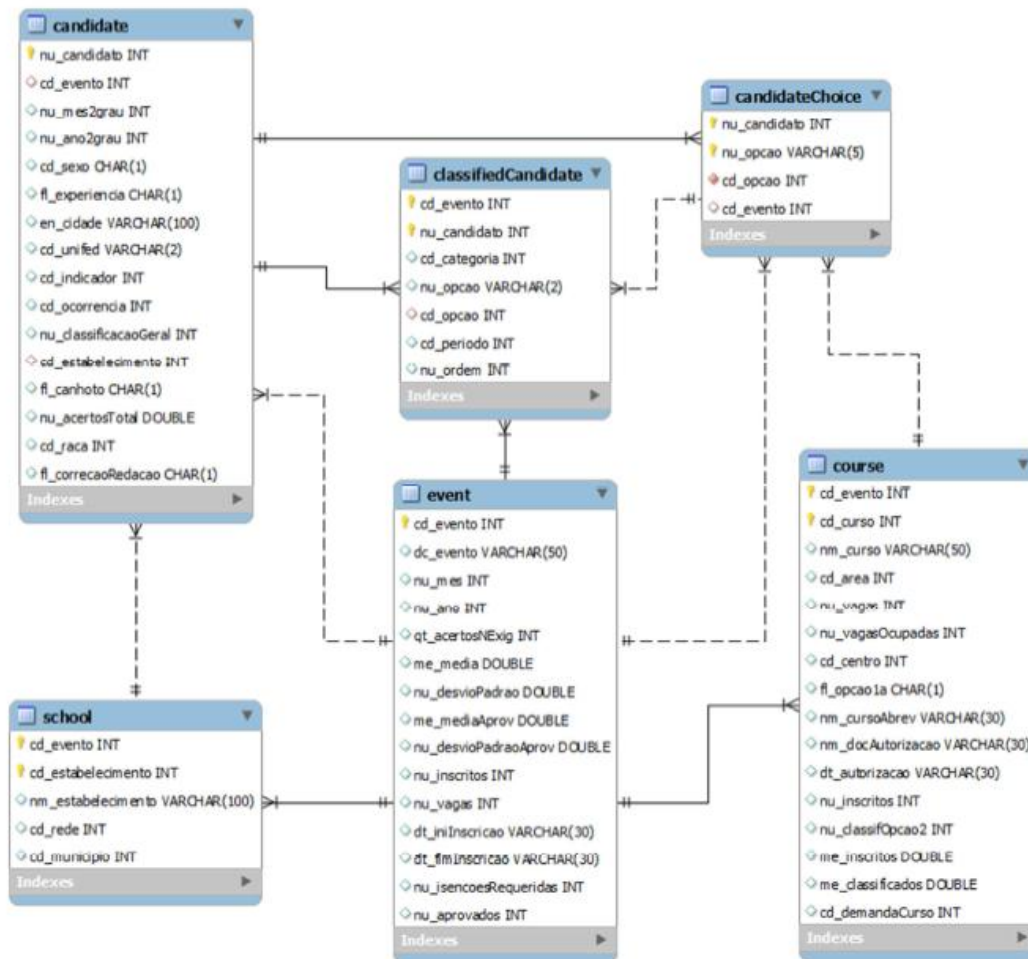 candidate
nu_candidato INT
cd_evento INT
nu_mes2grau INT
nu_ano2grau INT
cd_sexo CHAR(1)
fl_experiencia CHAR(1)
en_cidade VARCHAR(100)
cd_unifed VARCHAR(2)
cd_indicador INT
cd_ocorrencia INT
nu_classificacaoGeral INT
cd_estabelecimento INT
fl_canhoto CHAR(1)
nu_acertosTotal DOUBLE
cd_raca INT
fl_correcaoRedacao CHAR(1)
Indexes
candidateChoice
nu_candidato INT
nu_opcao VARCHAR(5)
cd_opcao INT
cd_evento INT
Indexes
classifiedCandidate
cd_evento INT
nu_candidato INT
cd_categoria INT
nu_opcao VARCHAR(2)
cd_opcao INT
cd_periodo INT
nu_ordem INT
Indexes
event
cd_evento INT
dc_evento VARCHAR(50)
nu_mes INT
nu_ano INT
qt_acertosNExig INT
me_media DOUBLE
nu_desvioPadrao DOUBLE
me_mediaAprov DOUBLE
nu_desvioPadraoAprov DOUBLE
nu_inscritos INT
nu_vagas INT
dt_iniInscricao VARCHAR(30)
dt_fimInscricao VARCHAR(30)
nu_isencoesRequeridas INT
nu_aprovados INT
Indexes
course
cd_evento INT
cd_curso INT
nm_curso VARCHAR(50)
cd_area INT
nu_vagas INT
nu_vagasOcupadas INT
cd_centro INT
fl_opcao1a CHAR(1)
nm_cursoAbrev VARCHAR(30)
nm_docAutorizacao VARCHAR(30)
dt_autorizacao VARCHAR(30)
nu_inscritos INT
nu_classifOpcao2 INT
me_inscritos DOUBLE
me_classificados DOUBLE
cd_demandaCurso INT
Indexes
school
cd_evento INT
cd_estabelecimento INT
nm_estabelecimento VARCHAR(100)
cd_rede INT
cd_municipio INT
Indexes